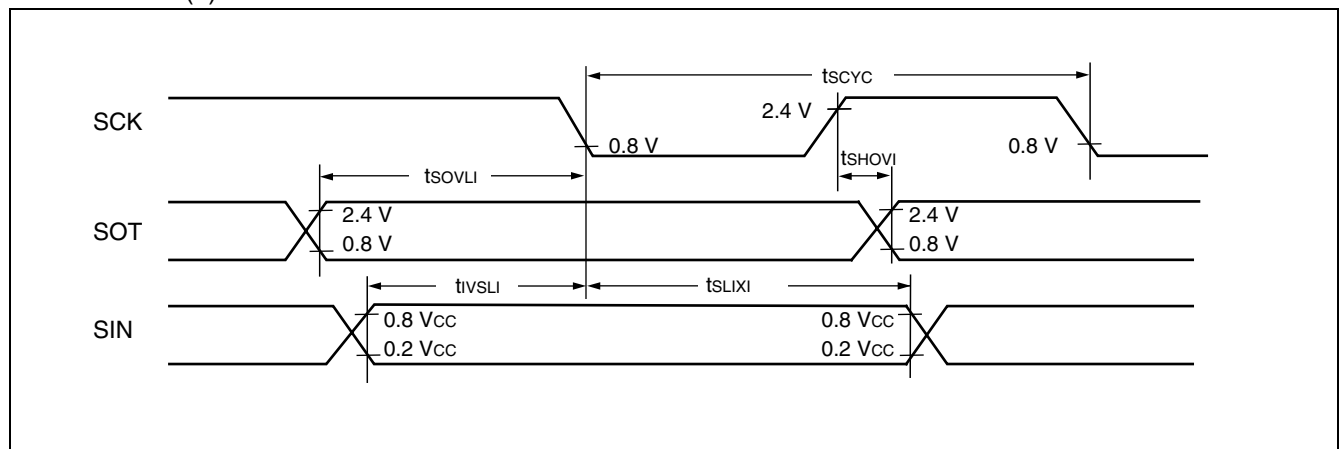 tSCYC
SCK
2.4 V
0.8 V
0.8 V
tSHOVI
tSOVLI
SOT
2.4 V
2.4 V
0.8 V
0.8 V
tIVSLI
tSLIXI
SIN
0.8 VCC
0.8 VCC
0.2 VCC
0.2 VCC